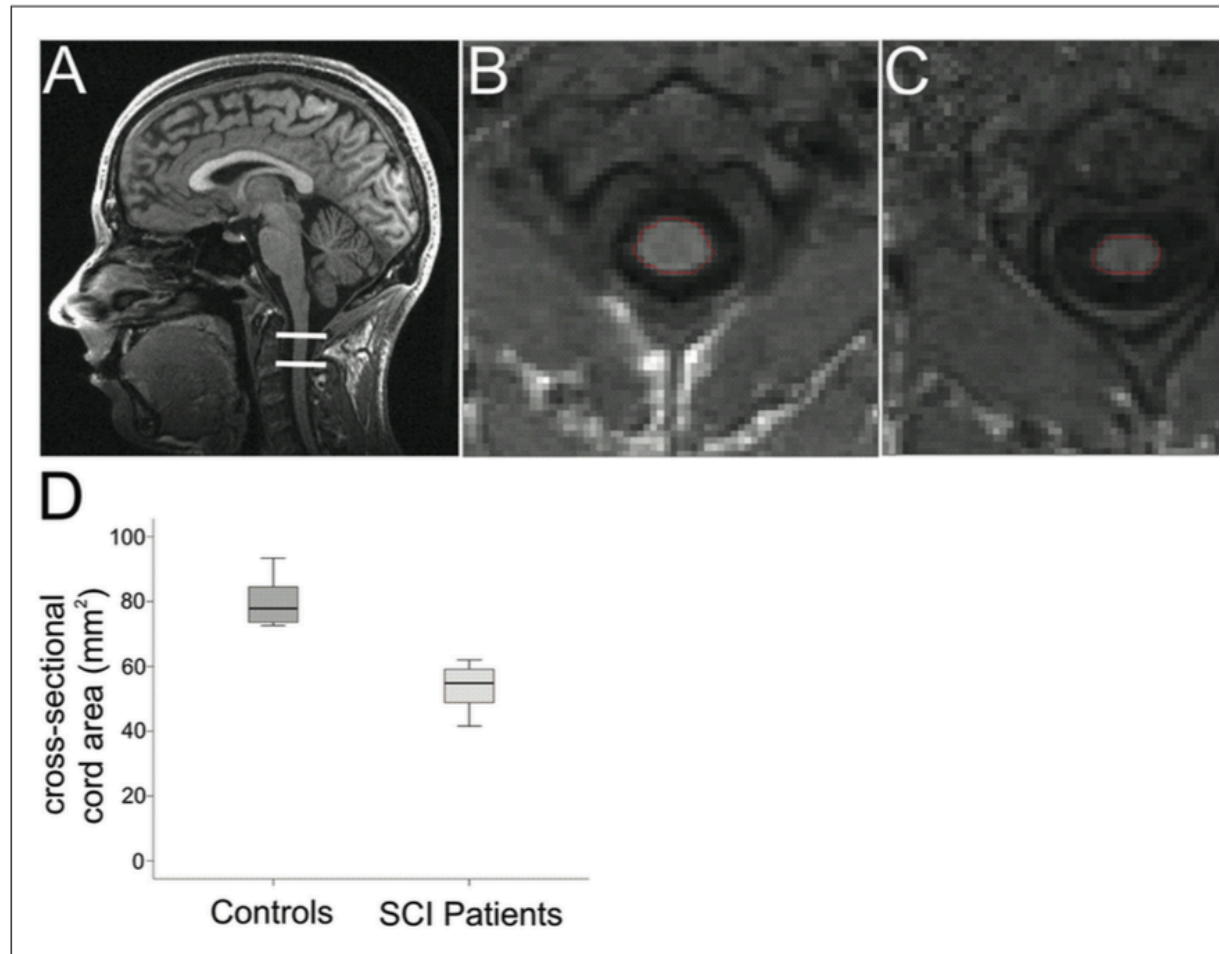 A
B
C
D
100
80
60
40
20
0
cross-sectional
cord area (mm²)
Controls
SCI Patients